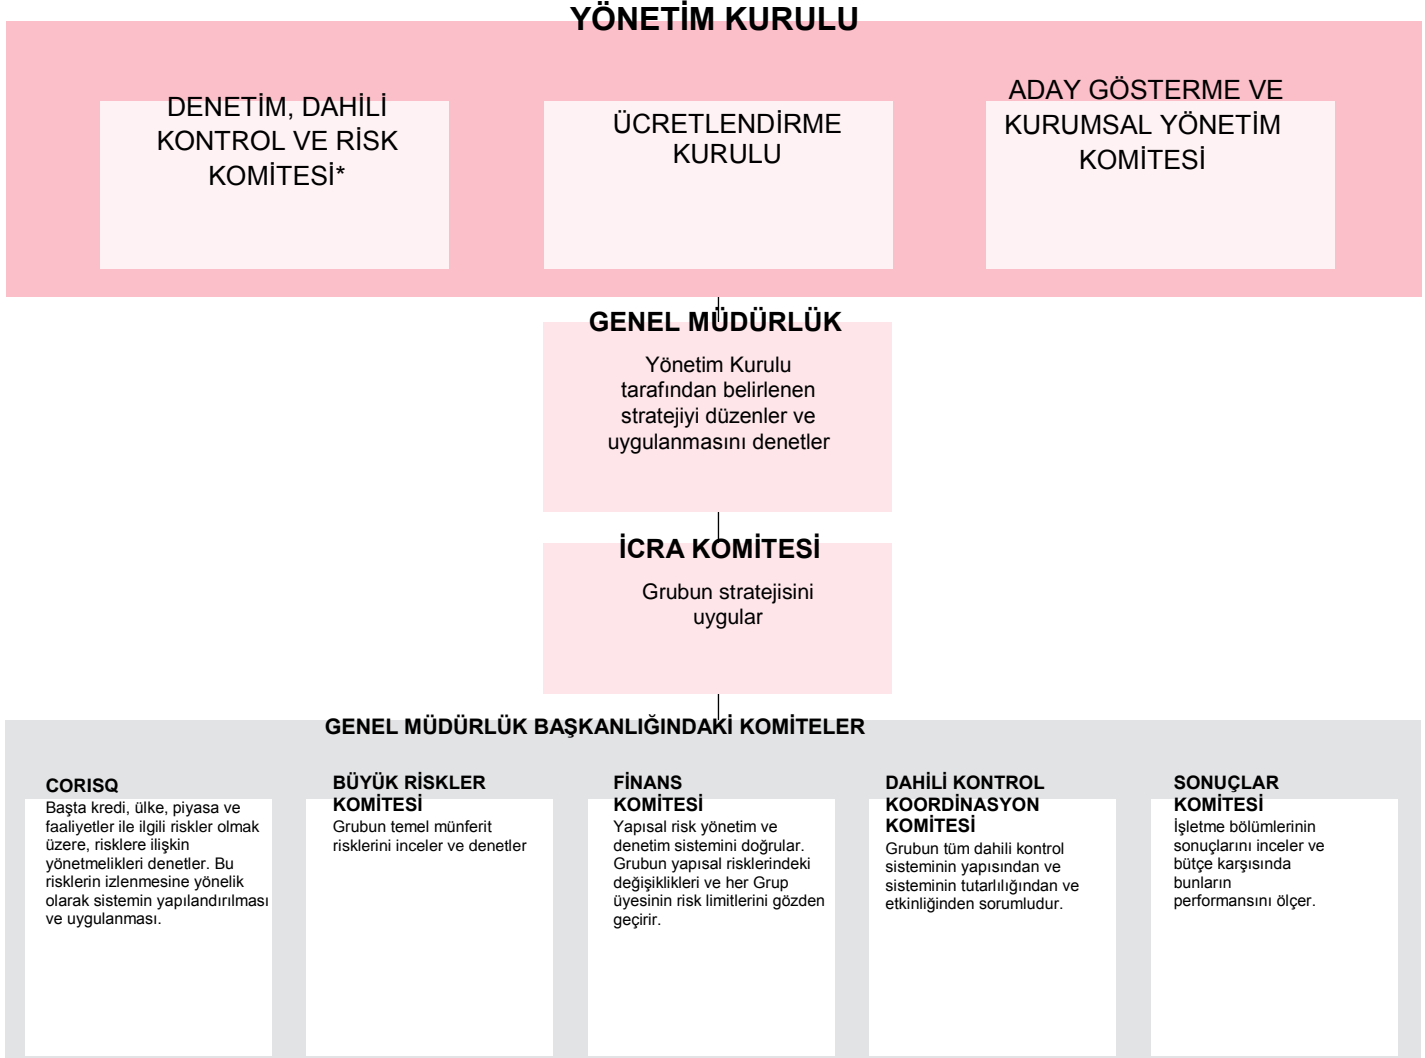 YÖNETİM KURULU
DENETİM, DAHİLİ
KONTROL VE RİSK
KOMİTESİ*
ÜCRETLENDİRME
KURULU
ADAY GÖSTERME VE
KURUMSAL YÖNETİM
KOMİTESİ
GENEL MÜDÜRLÜK
Yönetim Kurulu
tarafından belirlenen
stratejiyi düzenler ve
uygulanmasını denetler
İCRA KOMİTESİ
Grubun stratejisini
uygular
GENEL MÜDÜRLÜK BAŞKANLIĞINDAKİ KOMİTELER
CORISQ
Başta kredi, ülke, piyasa ve
faaliyetler ile ilgili riskler olmak
üzere, risklere ilişkin
yönetmelikleri denetler. Bu
risklerin izlenmesine yönelik
olarak sistemin yapılandırılması
ve uygulanması.
BÜYÜK RİSKLER
KOMİTESİ
Grubun temel münferit
risklerini inceler ve denetler
FİNANS
KOMİTESİ
Yapısal risk yönetim ve
denetim sistemini doğrular.
Grubun yapısal risklerindeki
değişiklikleri ve her Grup
üyesinin risk limitlerini gözden
geçirir.
DAHİLİ KONTROL
KOORDİNASYON
KOMİTESİ
Grubun tüm dahili kontrol
sisteminin yapısından ve
sisteminin tutarlılığından ve
etkinliğinden sorumludur.
SONUÇLAR
KOMİTESİ
İşletme bölümlerinin
sonuçlarını inceler ve
bütçe karşısında
bunların
performansını ölçer.